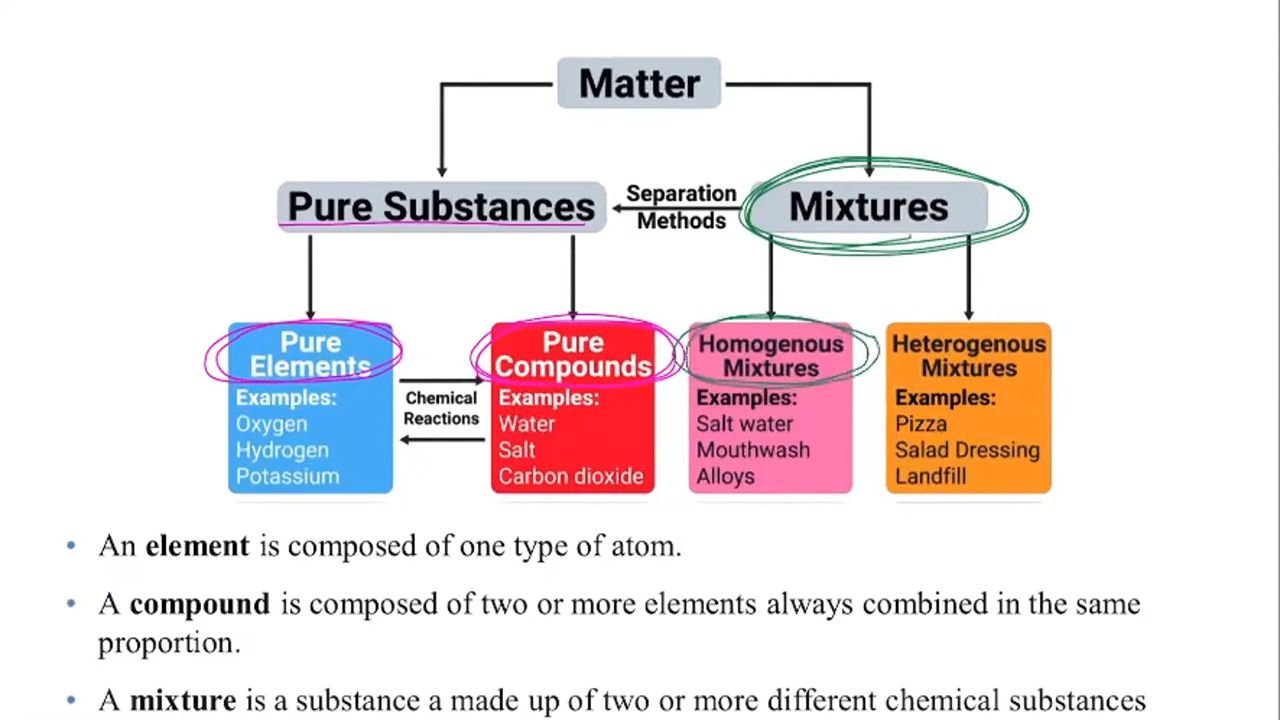 Matter
Pure Substances
Separation
Methods
Mixtures
Pure
Elements
Examples:
Oxygen
Hydrogen
Potassium
Chemical
Reactions
Pure
Compounds
Examples:
Water
Salt
Carbon dioxide
Homogenous
Mixtures
Examples:
Salt water
Mouthwash
Alloys
Heterogenous
Mixtures
Examples:
Pizza
Salad Dressing
Landfill
• An element is composed of one type of atom.
• A compound is composed of two or more elements always combined in the same
proportion.
• A mixture is a substance a made up of two or more different chemical substances